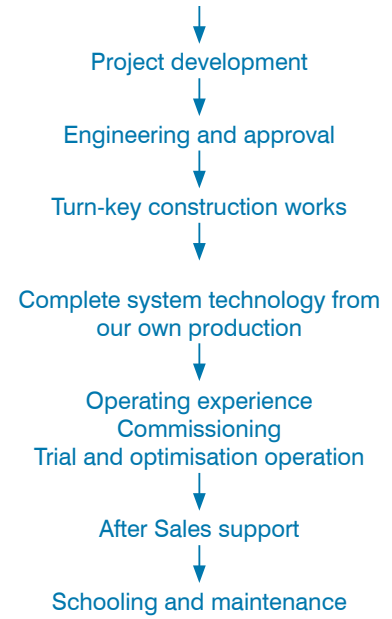 Project development
Engineering and approval
Turn-key construction works
Complete system technology from
our own production
Operating experience
Commissioning
Trial and optimisation operation
After Sales support
Schooling and maintenance